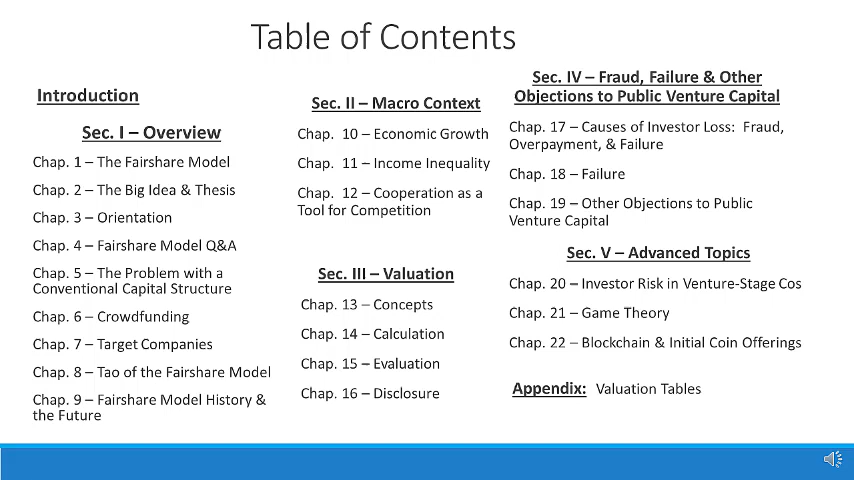 Table of Contents
Introduction
Sec. I – Overview
Chap. 1 – The Fairshare Model
Chap. 2 – The Big Idea & Thesis
Chap. 3 – Orientation
Chap. 4 – Fairshare Model Q&A
Chap. 5 – The Problem with a
Conventional Capital Structure
Chap. 6 – Crowdfunding
Chap. 7 – Target Companies
Chap. 8 – Tao of the Fairshare Model
Chap. 9 – Fairshare Model History &
the Future
Sec. II – Macro Context
Chap. 10 – Economic Growth
Chap. 11 – Income Inequality
Chap. 12 – Cooperation as a
Tool for Competition
Sec. III – Valuation
Chap. 13 – Concepts
Chap. 14 – Calculation
Chap. 15 – Evaluation
Chap. 16 – Disclosure
Sec. IV – Fraud, Failure & Other
Objections to Public Venture Capital
Chap. 17 – Causes of Investor Loss: Fraud,
Overpayment, & Failure
Chap. 18 – Failure
Chap. 19 – Other Objections to Public
Venture Capital
Sec. V – Advanced Topics
Chap. 20 – Investor Risk in Venture-Stage Cos
Chap. 21 – Game Theory
Chap. 22 – Blockchain & Initial Coin Offerings
Appendix: Valuation Tables